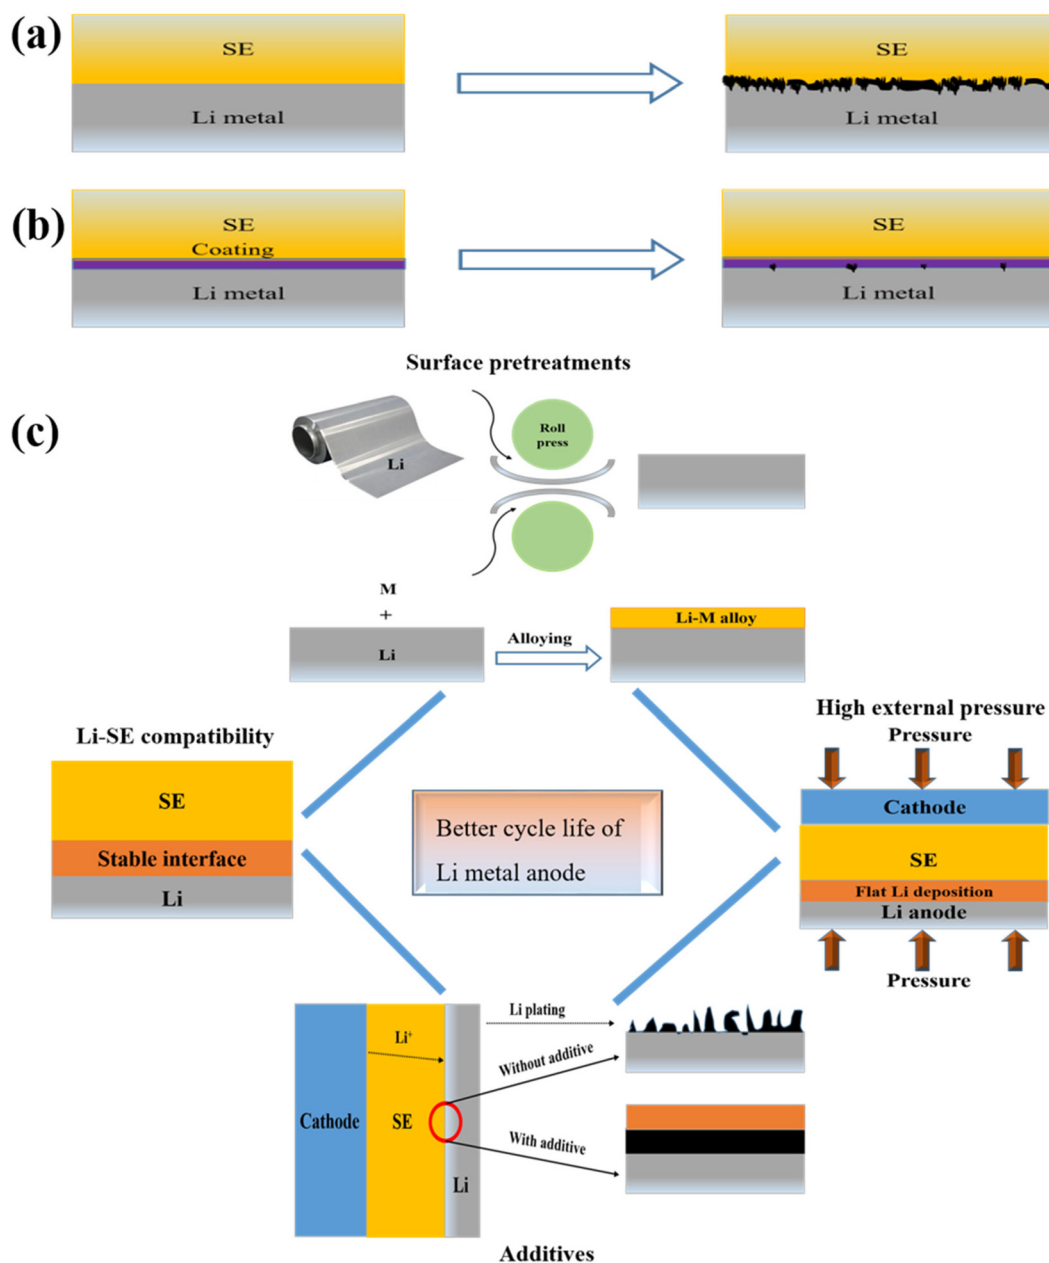 (a)
SE
Li metal
SE
Li metal
(b)
SE
Coating
Li metal
SE
Li metal
Surface pretreatments
(c)
Li
Roll
press
M
+
Li
Alloying
Li-M alloy
Li-SE compatibility
SE
Stable interface
Li
High external pressure
Pressure
Cathode
SE
Flat Li deposition
Li anode
Pressure
Better cycle life of
Li metal anode
Cathode
SE
Li⁺
Li
Li plating
Without additive
With additive
Additives